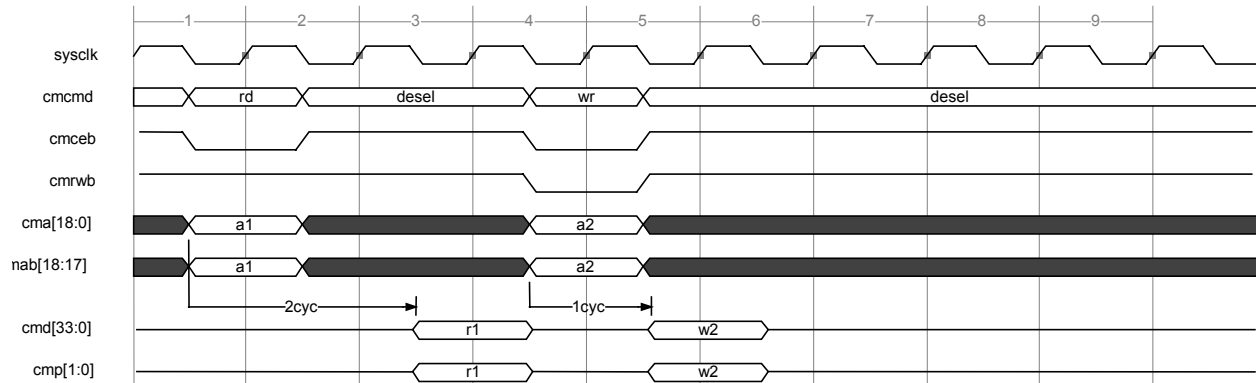 1 2 3 4 5 6 7 8 9
sysclk
cmcmd rd desel wr desel
cmceb
cmrwb
cma[18:0] a1 a2
nab[18:17] a1 a2
2cyc 1cyc
cmd[33:0] r1 w2
cmp[1:0] r1 w2